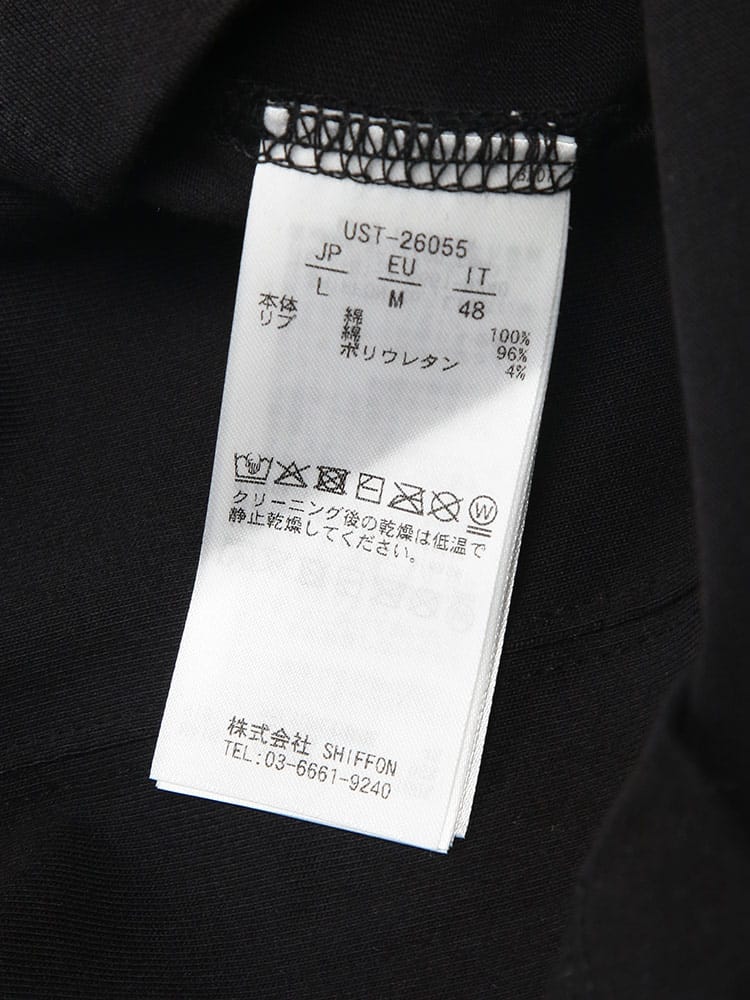 UST-26055
JP EU IT
L M 48
本体 綿 100%
リブ 綿 96%
ポリウレタン 4%
クリーニング後の乾燥は低温で
静止乾燥してください。
株式会社 SHIFFON
TEL:03-6661-9240